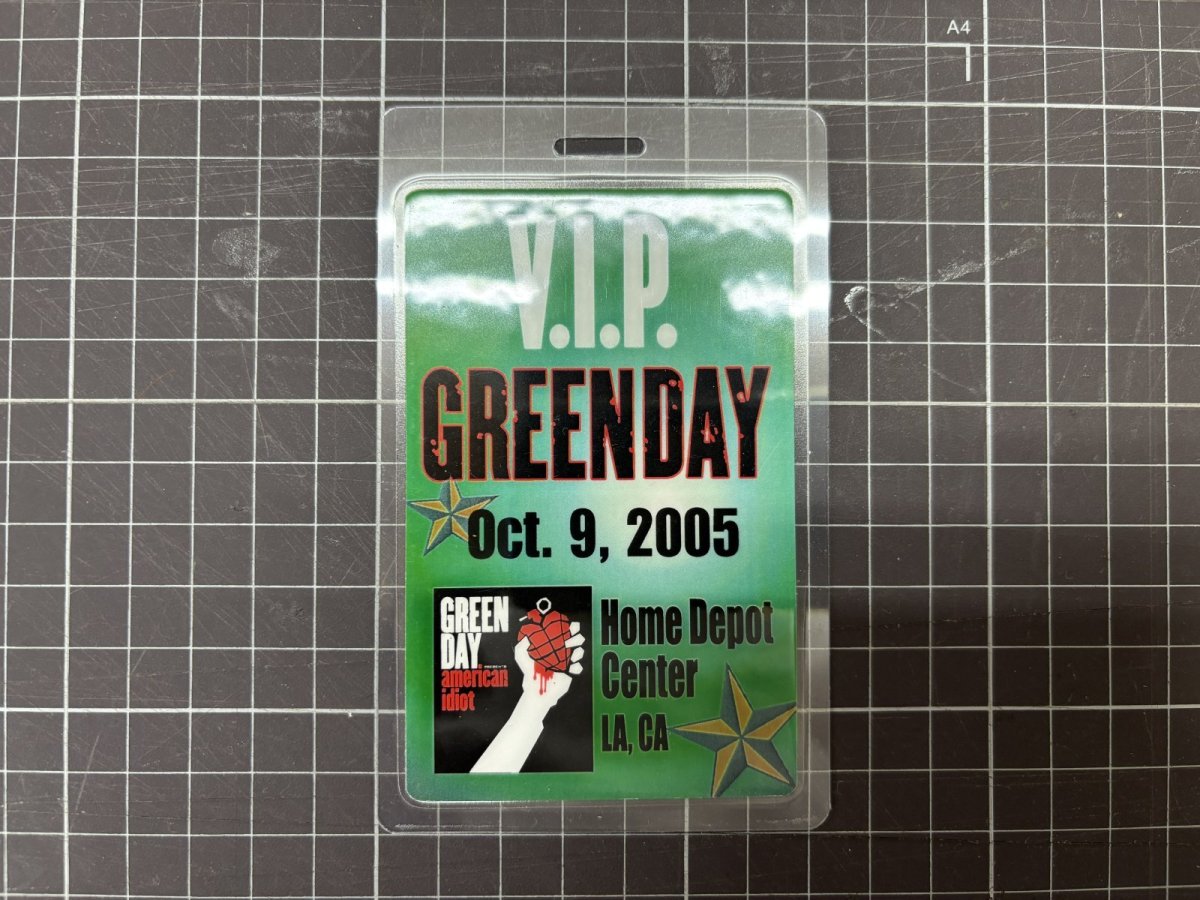 A4
V.I.P.
GREENDAY
Oct. 9, 2005
GREEN
DAY
american
idiot
Home Depot
Center
LA, CA